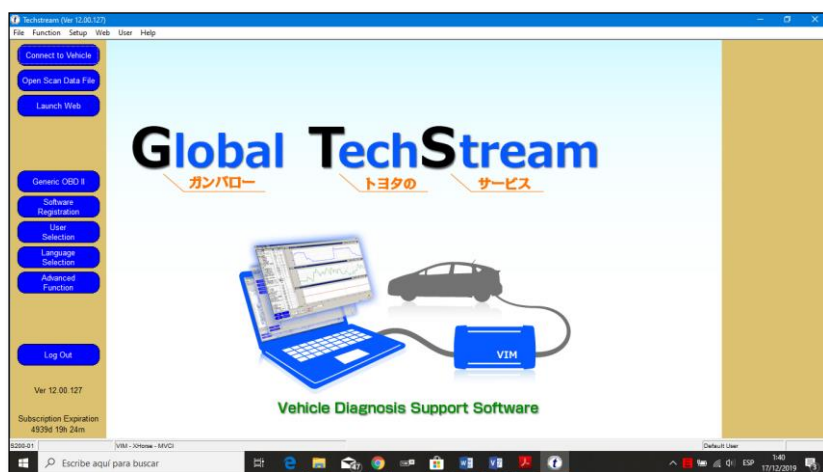 Techstream (Ver 12.00.127)
File Function Setup Web User Help
Connect to Vehicle
Open Scan Data File
Launch Web
Global TechStream
ガンバロー トヨタの サービス
Generic OBD II
Software
Registration
User
Selection
Language
Selection
Advanced
Function
VIM
Log Out
Ver 12.00.127
Vehicle Diagnosis Support Software
Subscription Expiration
4939d 19h 24m
S200-01 VIM - XHorse - MVCI Default User
Escribe aquí para buscar
ESP
1:40
17/12/2019